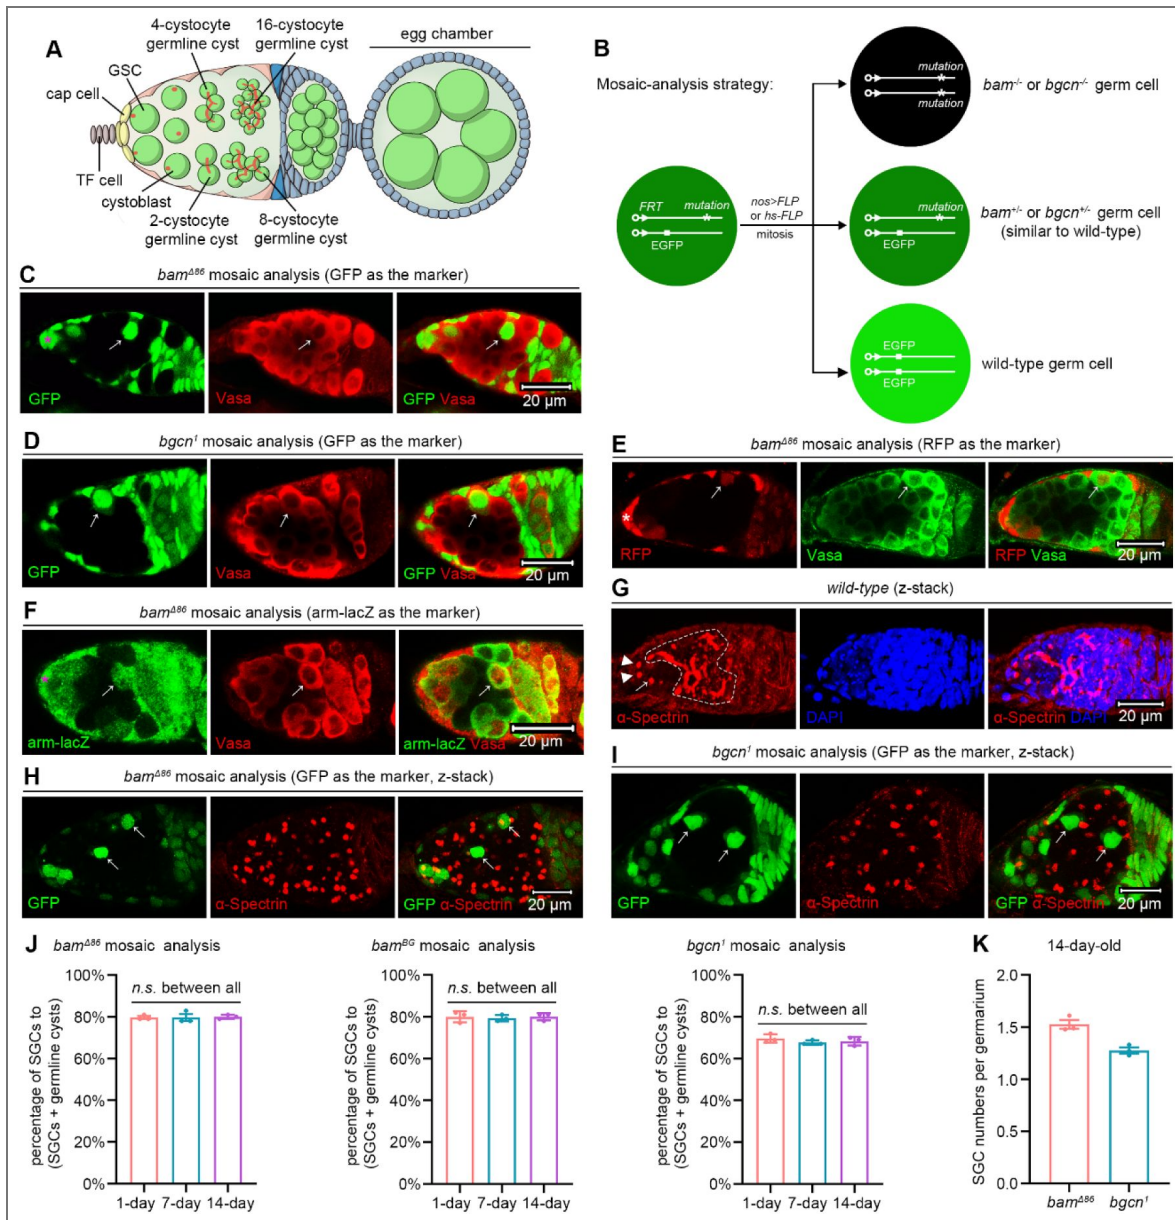 A
4-cystocyte
germline cyst
16-cystocyte
germline cyst
egg chamber
GSC
cap cell
TF cell
cystoblast
2-cystocyte
germline cyst
8-cystocyte
germline cyst
B
Mosaic-analysis strategy:
mutation
mutation
bam-/- or bgcn-/- germ cell
FRT
mutation
EGFP
nos>FLP
or hs-FLP
mitosis
mutation
EGFP
bam+/- or bgcn+/- germ cell
(similar to wild-type)
EGFP
EGFP
wild-type germ cell
C
bamΔ86 mosaic analysis (GFP as the marker)
GFP
Vasa
GFP Vasa
20 μm
D
bgcn1 mosaic analysis (GFP as the marker)
GFP
Vasa
GFP Vasa
20 μm
E
bamΔ86 mosaic analysis (RFP as the marker)
*
RFP
Vasa
RFP Vasa
20 μm
F
bamΔ86 mosaic analysis (arm-lacZ as the marker)
arm-lacZ
Vasa
arm-lacZ Vasa
20 μm
G
wild-type (z-stack)
α-Spectrin
DAPI
α-Spectrin DAPI
20 μm
H
bamΔ86 mosaic analysis (GFP as the marker, z-stack)
GFP
α-Spectrin
GFP α-Spectrin
20 μm
I
bgcn1 mosaic analysis (GFP as the marker, z-stack)
GFP
α-Spectrin
GFP α-Spectrin
20 μm
J
bamΔ86 mosaic analysis
percentage of SGCs to
(SGCs + germline cysts)
100%
80%
60%
40%
20%
0%
n.s. between all
1-day 7-day 14-day
bamBG mosaic analysis
percentage of SGCs to
(SGCs + germline cysts)
100%
80%
60%
40%
20%
0%
n.s. between all
1-day 7-day 14-day
bgcn1 mosaic analysis
percentage of SGCs to
(SGCs + germline cysts)
100%
80%
60%
40%
20%
0%
n.s. between all
1-day 7-day 14-day
K
14-day-old
SGC numbers per germarium
2.0
1.5
1.0
0.5
0.0
bamΔ86 bgcn1